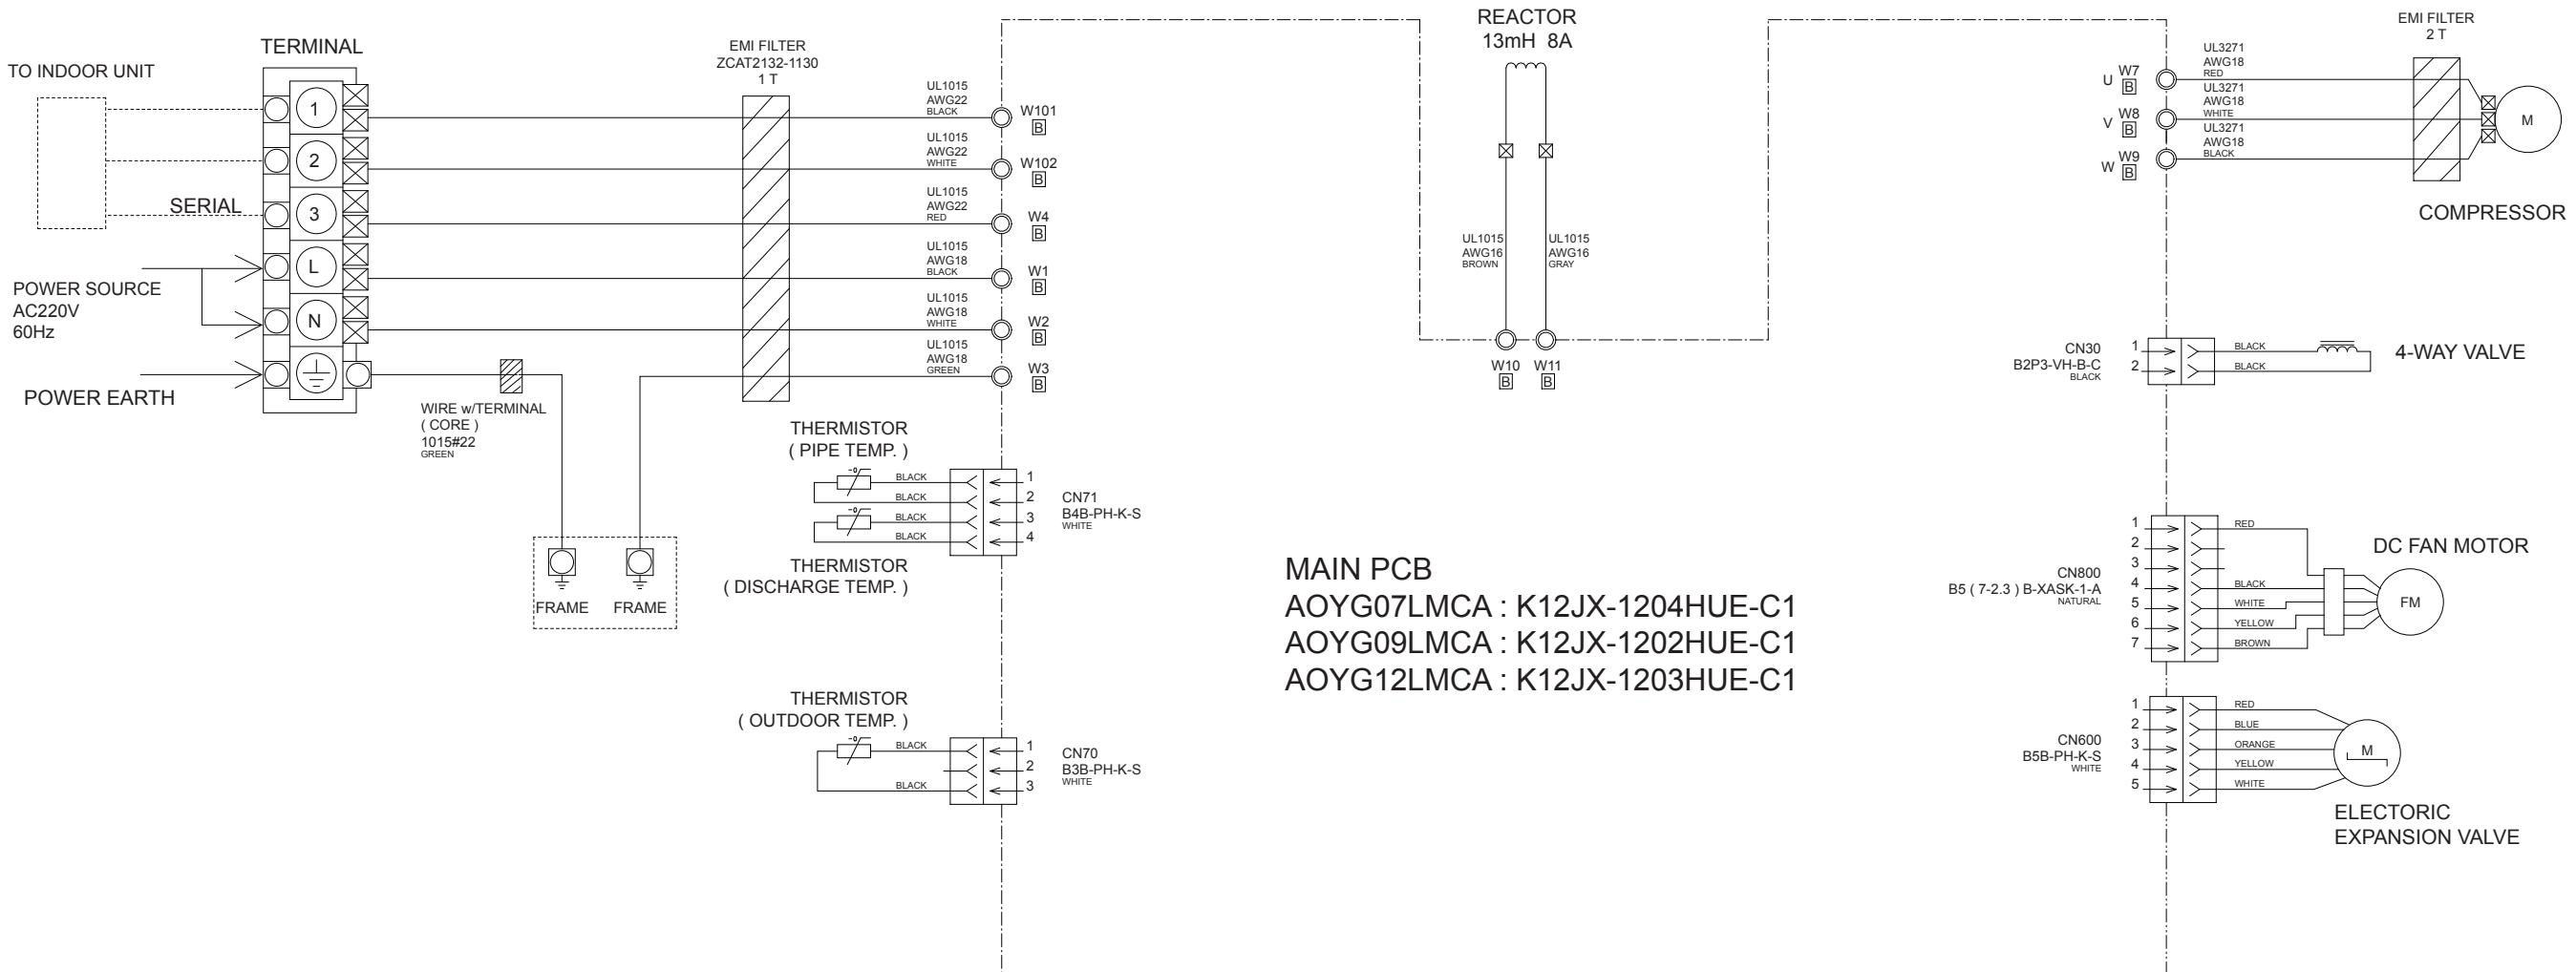 TO INDOOR UNIT
TERMINAL
1
2
3
L
N
SERIAL
POWER SOURCE
AC220V
60Hz
POWER EARTH
WIRE w/TERMINAL
( CORE )
1015#22
GREEN
FRAME
FRAME
EMI FILTER
ZCAT2132-1130
1 T
UL1015
AWG22
BLACK
W101
B
UL1015
AWG22
WHITE
W102
B
UL1015
AWG22
RED
W4
B
UL1015
AWG18
BLACK
W1
B
UL1015
AWG18
WHITE
W2
B
UL1015
AWG18
GREEN
W3
B
THERMISTOR
( PIPE TEMP. )
-θ
BLACK
BLACK
-θ
BLACK
BLACK
1
2
3
4
CN71
B4B-PH-K-S
WHITE
THERMISTOR
( DISCHARGE TEMP. )
THERMISTOR
( OUTDOOR TEMP. )
-θ
BLACK
BLACK
1
2
3
CN70
B3B-PH-K-S
WHITE
REACTOR
13mH 8A
UL1015
AWG16
BROWN
UL1015
AWG16
GRAY
W10
B
W11
B
MAIN PCB
AOYG07LMCA : K12JX-1204HUE-C1
AOYG09LMCA : K12JX-1202HUE-C1
AOYG12LMCA : K12JX-1203HUE-C1
EMI FILTER
2 T
U W7
B
UL3271
AWG18
RED
V W8
B
UL3271
AWG18
WHITE
W W9
B
UL3271
AWG18
BLACK
M
COMPRESSOR
CN30
B2P3-VH-B-C
BLACK
1
2
BLACK
BLACK
4-WAY VALVE
CN800
B5 ( 7-2.3 ) B-XASK-1-A
NATURAL
1
2
3
4
5
6
7
RED
BLACK
WHITE
YELLOW
BROWN
DC FAN MOTOR
FM
CN600
B5B-PH-K-S
WHITE
1
2
3
4
5
RED
BLUE
ORANGE
YELLOW
WHITE
M
ELECTORIC
EXPANSION VALVE